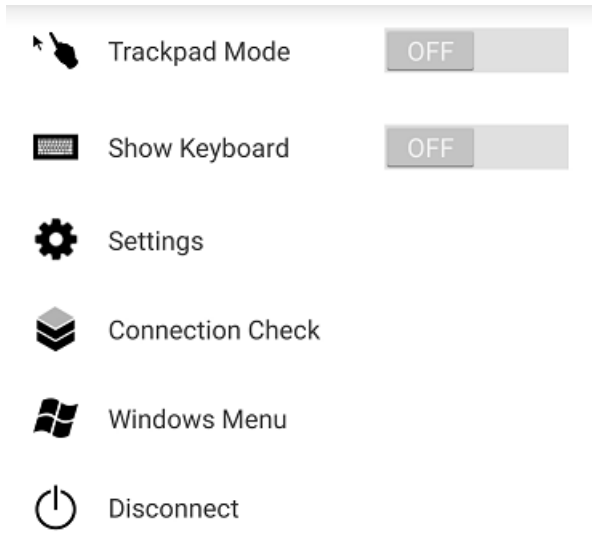 Trackpad Mode OFF
Show Keyboard OFF
Settings
Connection Check
Windows Menu
Disconnect